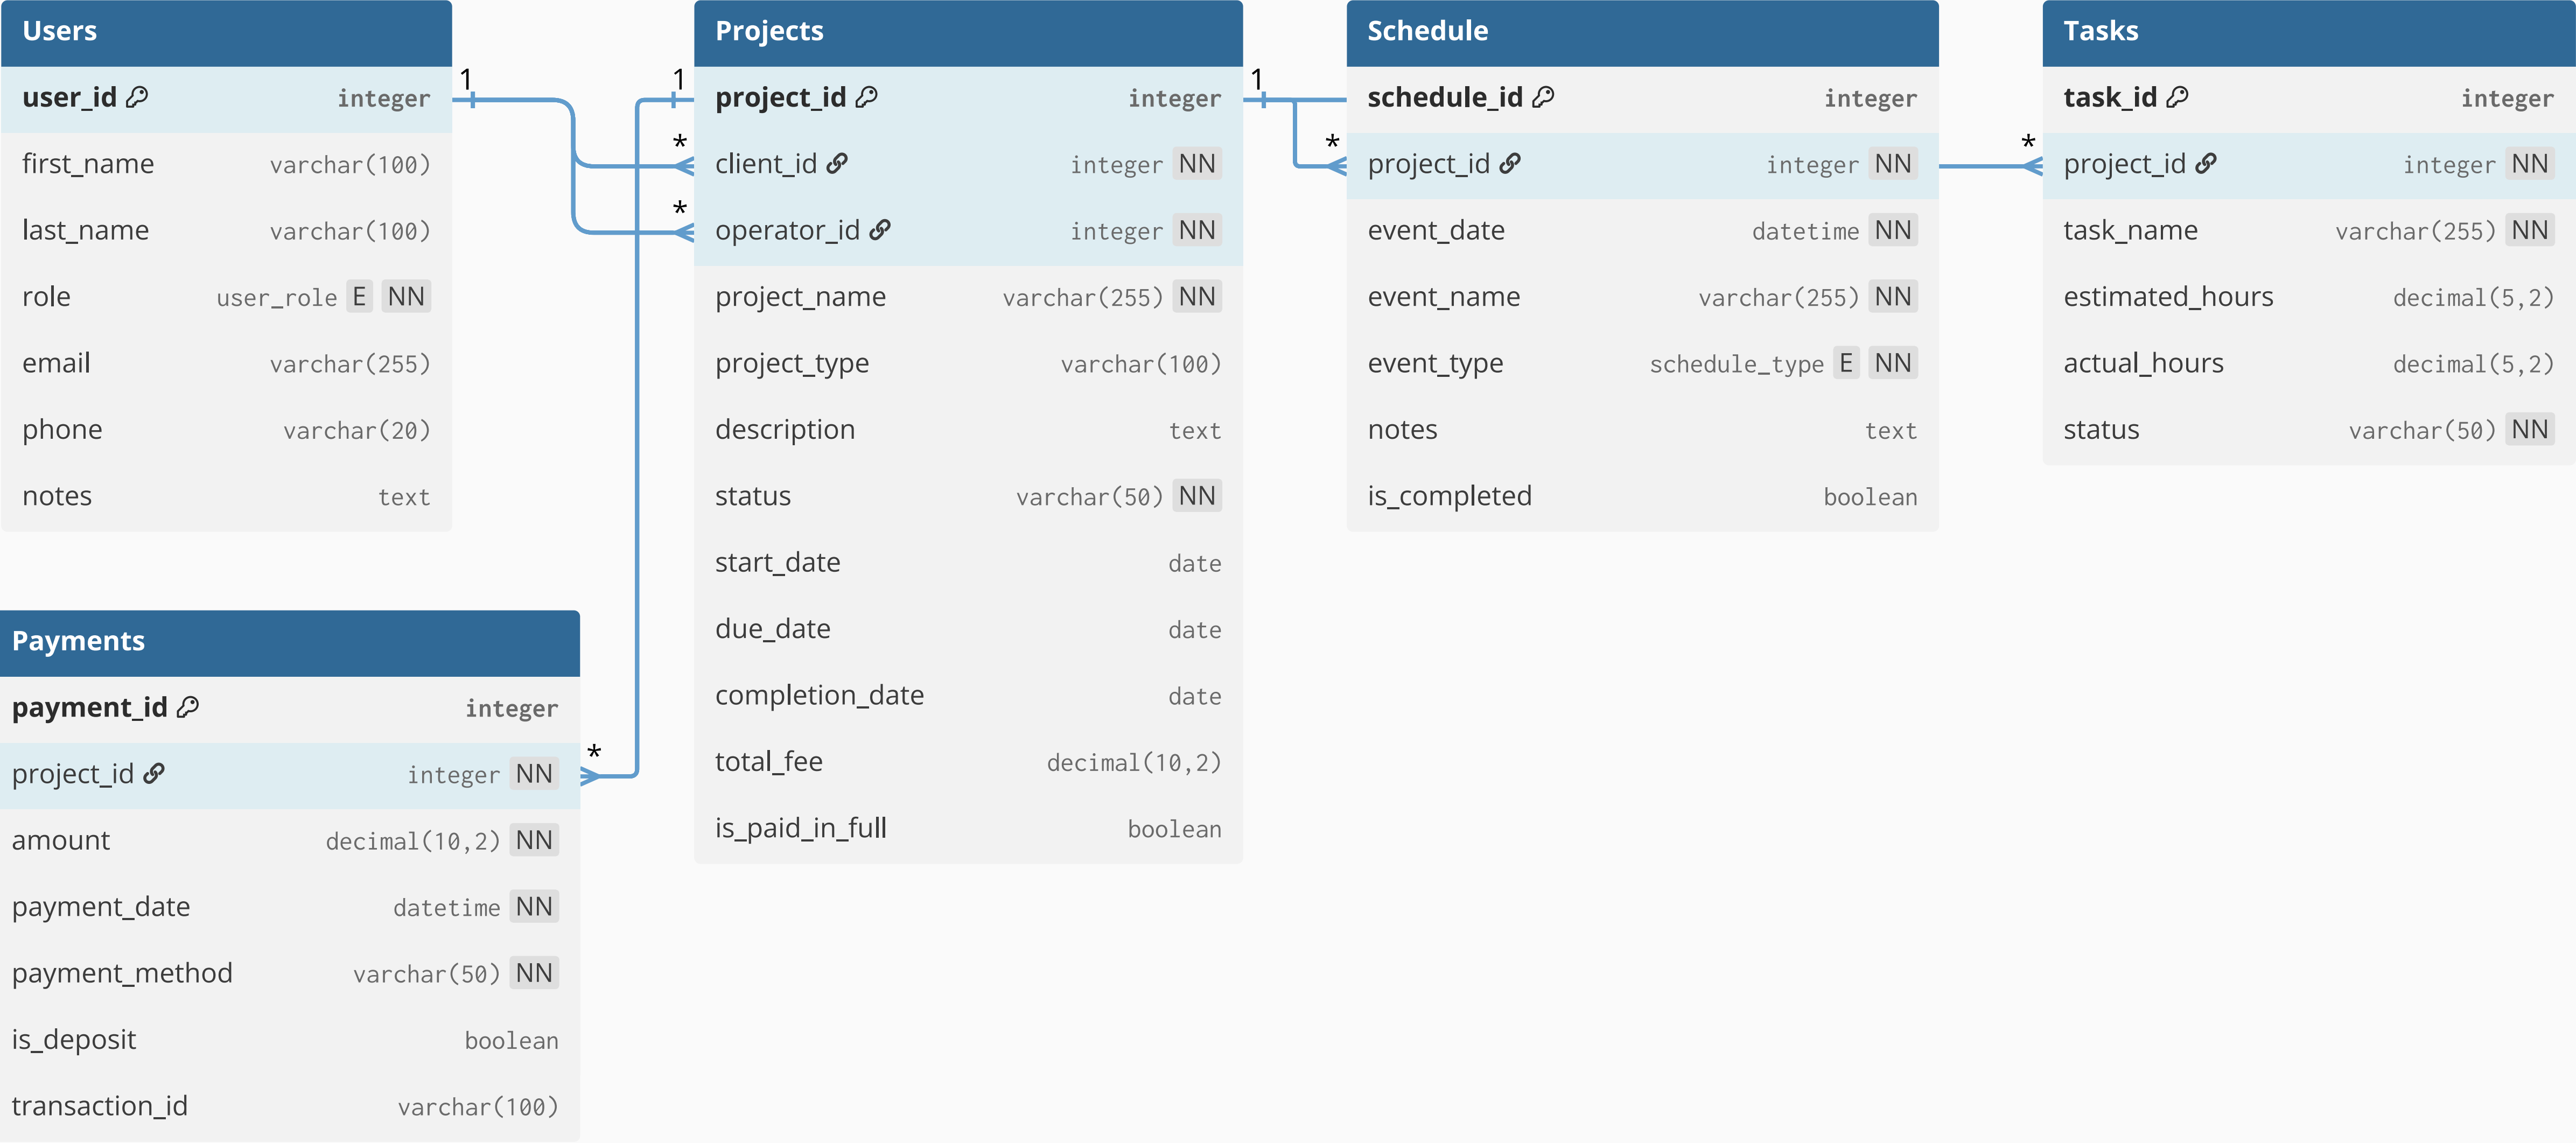 Users
user_id integer
first_name varchar(100)
last_name varchar(100)
role user_role E NN
email varchar(255)
phone varchar(20)
notes text
1
1
*
*
Projects
project_id integer
client_id integer NN
operator_id integer NN
project_name varchar(255) NN
project_type varchar(100)
description text
status varchar(50) NN
start_date date
due_date date
completion_date date
total_fee decimal(10,2)
is_paid_in_full boolean
1
*
Schedule
schedule_id integer
project_id integer NN
event_date datetime NN
event_name varchar(255) NN
event_type schedule_type E NN
notes text
is_completed boolean
*
Tasks
task_id integer
project_id integer NN
task_name varchar(255) NN
estimated_hours decimal(5,2)
actual_hours decimal(5,2)
status varchar(50) NN
Payments
payment_id integer
project_id integer NN
*
amount decimal(10,2) NN
payment_date datetime NN
payment_method varchar(50) NN
is_deposit boolean
transaction_id varchar(100)